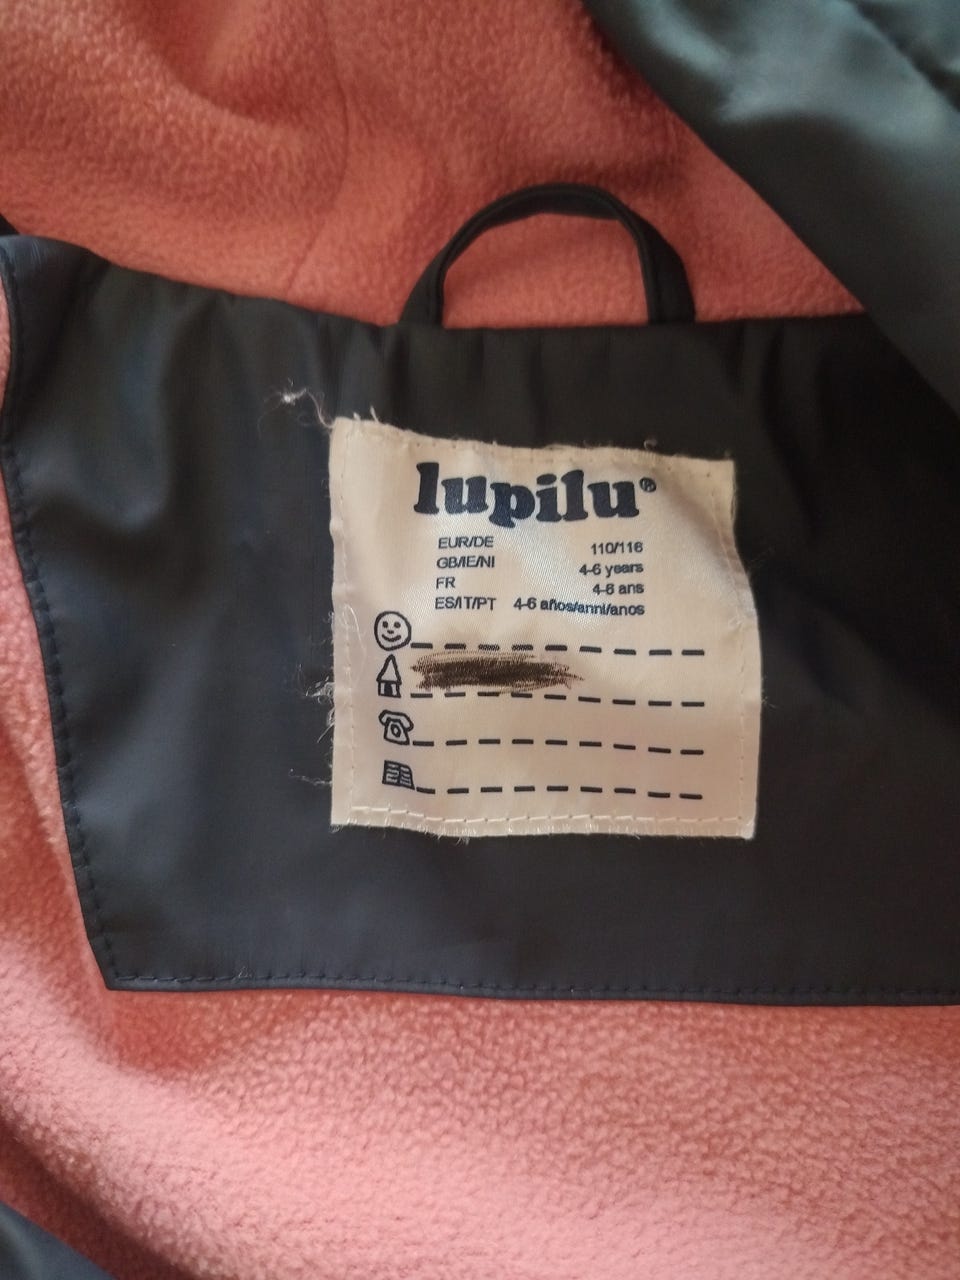 lupilu®
EUR/DE 110/116
GB/IE/NI 4-6 years
FR 4-6 ans
ES/IT/PT 4-6 años/anni/anos